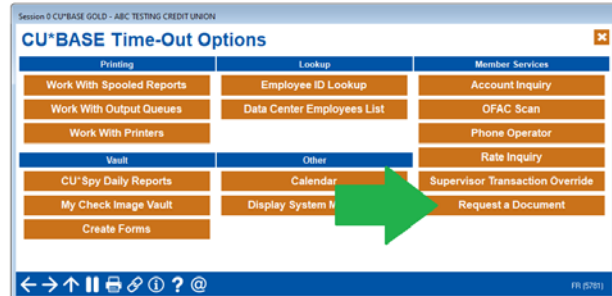 Session 0 CU*BASE GOLD - ABC TESTING CREDIT UNION
CU*BASE Time-Out Options
Printing
Work With Spooled Reports
Work With Output Queues
Work With Printers
Lookup
Employee ID Lookup
Data Center Employees List
Member Services
Account Inquiry
OFAC Scan
Phone Operator
Rate Inquiry
Supervisor Transaction Override
Request a Document
Vault
CU*Spy Daily Reports
My Check Image Vault
Create Forms
Other
Calendar
Display System M
FR (5781)